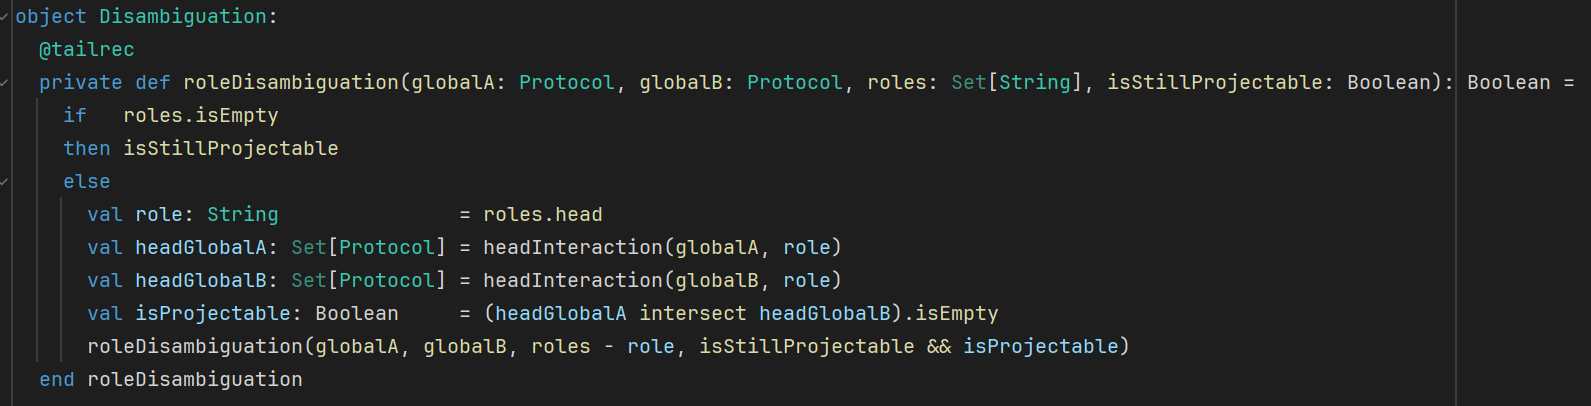 object Disambiguation:
  @tailrec
  private def roleDisambiguation(globalA: Protocol, globalB: Protocol, roles: Set[String], isStillProjectable: Boolean): Boolean =
    if   roles.isEmpty
    then isStillProjectable
    else
      val role: String               = roles.head
      val headGlobalA: Set[Protocol] = headInteraction(globalA, role)
      val headGlobalB: Set[Protocol] = headInteraction(globalB, role)
      val isProjectable: Boolean     = (headGlobalA intersect headGlobalB).isEmpty
      roleDisambiguation(globalA, globalB, roles - role, isStillProjectable && isProjectable)
  end roleDisambiguation